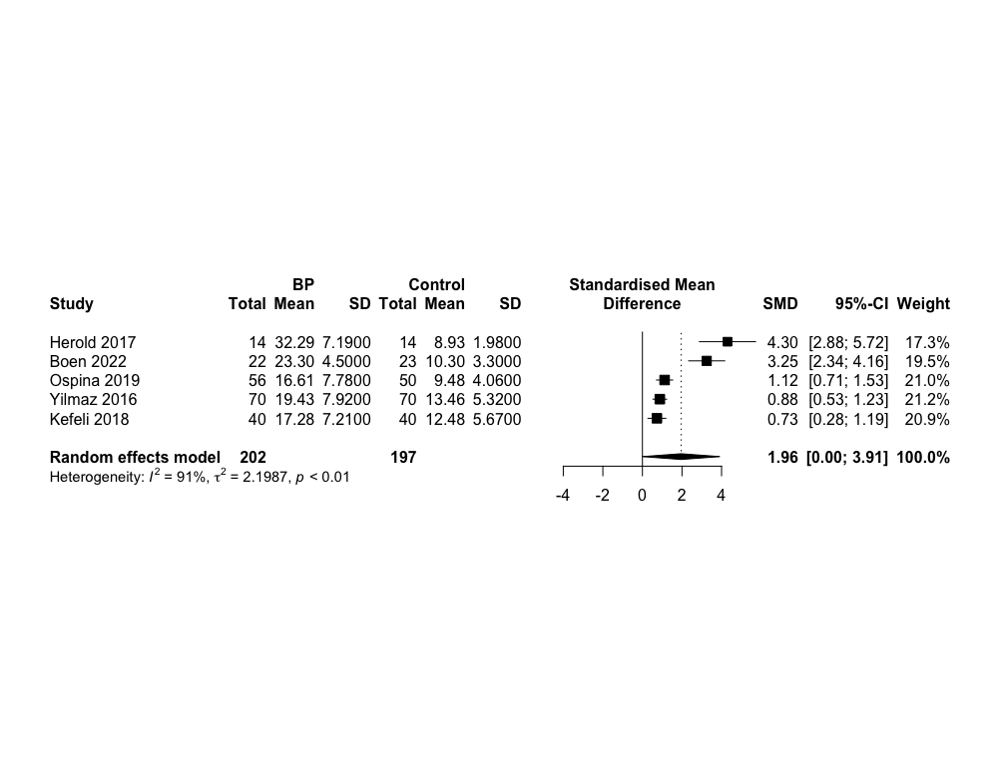 BP Control Standardised Mean
Study Total Mean SD Total Mean SD Difference SMD 95%-CI Weight
Herold 2017 14 32.29 7.1900 14 8.93 1.9800 4.30 [2.88; 5.72] 17.3%
Boen 2022 22 23.30 4.5000 23 10.30 3.3000 3.25 [2.34; 4.16] 19.5%
Ospina 2019 56 16.61 7.7800 50 9.48 4.0600 1.12 [0.71; 1.53] 21.0%
Yilmaz 2016 70 19.43 7.9200 70 13.46 5.3200 0.88 [0.53; 1.23] 21.2%
Kefeli 2018 40 17.28 7.2100 40 12.48 5.6700 0.73 [0.28; 1.19] 20.9%
Random effects model 202 197 1.96 [0.00; 3.91] 100.0%
Heterogeneity: I² = 91%, τ² = 2.1987, p < 0.01
-4 -2 0 2 4